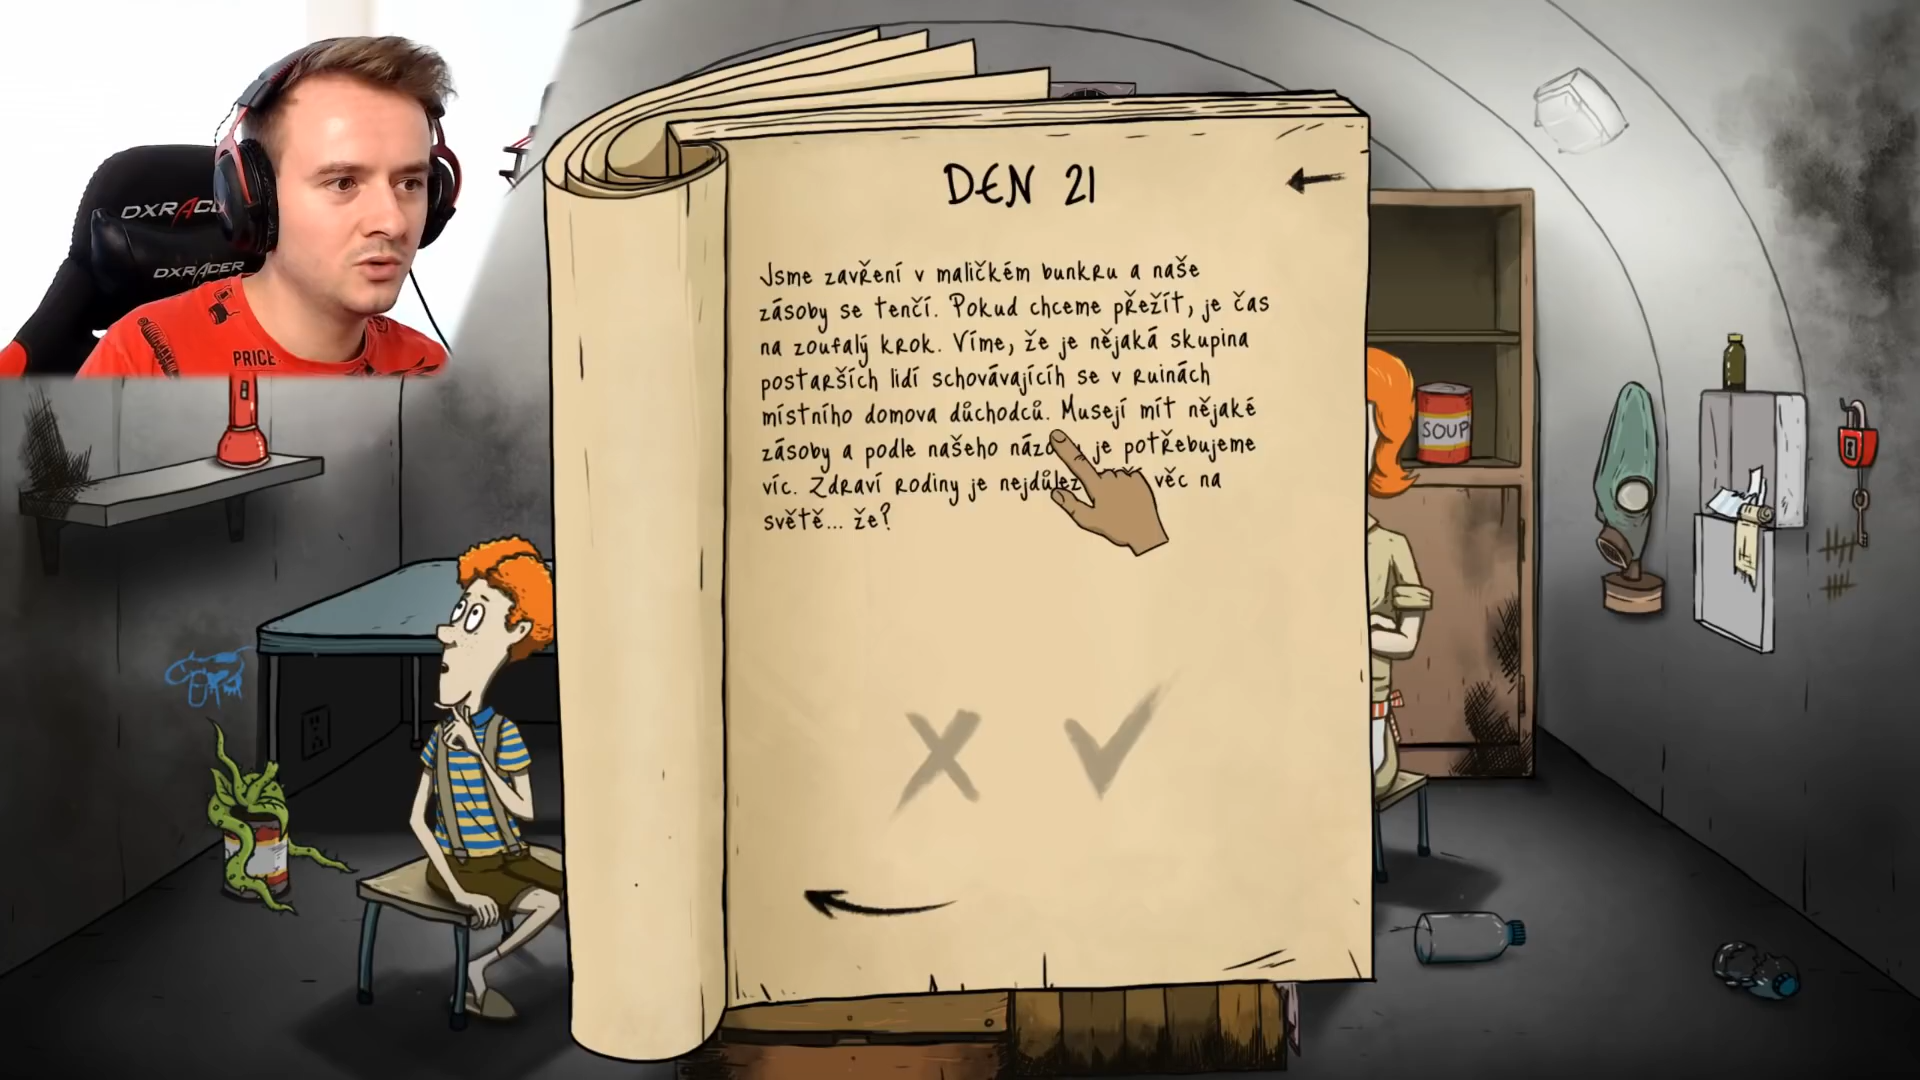 DXRACER
DXRACER
PRICE
DEN 21
Jsme zavření v maličkém bunkru a naše
zásoby se tenčí. Pokud chceme přežít, je čas
na zoufalý krok. Víme, že je nějaká skupina
postarších lidí schovávajícíh se v ruinách
místního domova důchodců. Musejí mít nějaké
zásoby a podle našeho je potřebujeme
víc. Zdraví rodiny je věc na
světě... že?
SOUP